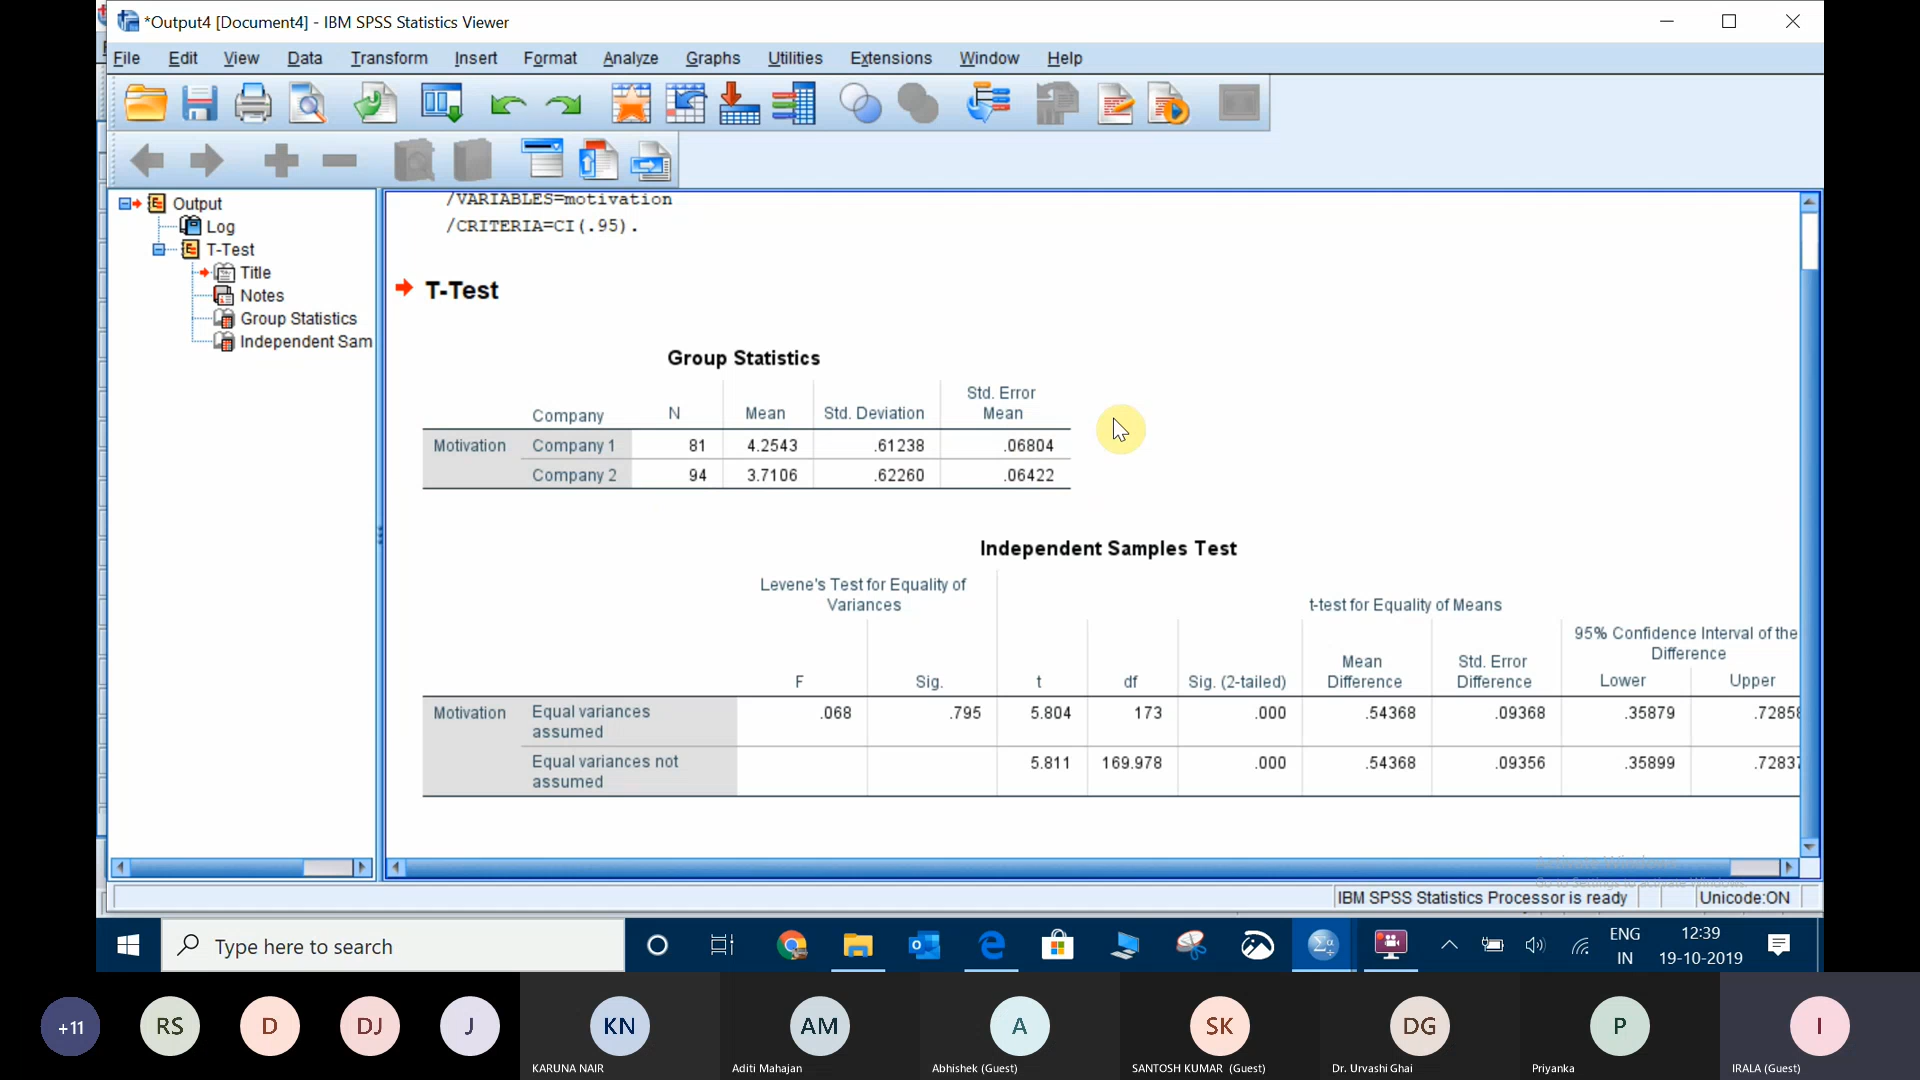 *Output4 [Document4] - IBM SPSS Statistics Viewer
File Edit View Data Transform Insert Format Analyze Graphs Utilities Extensions Window Help
Output
Log
T-Test
Title
Notes
Group Statistics
Independent Sam
/VARIABLES=motivation
/CRITERIA=CI(.95).
T-Test
Group Statistics
Company N Mean Std. Deviation Std. Error Mean
Motivation Company 1 81 4.2543 .61238 .06804
Company 2 94 3.7106 .62260 .06422
Independent Samples Test
Levene's Test for Equality of Variances
t-test for Equality of Means
95% Confidence Interval of the Difference
F Sig. t df Sig. (2-tailed) Mean Difference Std. Error Difference Lower Upper
Motivation Equal variances assumed .068 .795 5.804 173 .000 .54368 .09368 .35879 .72858
Equal variances not assumed 5.811 169.978 .000 .54368 .09356 .35899 .72837
IBM SPSS Statistics Processor is ready Unicode:ON
Type here to search
ENG
IN
12:39
19-10-2019
+11 RS D DJ J KN AM A SK DG P I
KARUNA NAIR Aditi Mahajan Abhishek (Guest) SANTOSH KUMAR (Guest) Dr. Urvashi Ghai Priyanka IRALA (Guest)